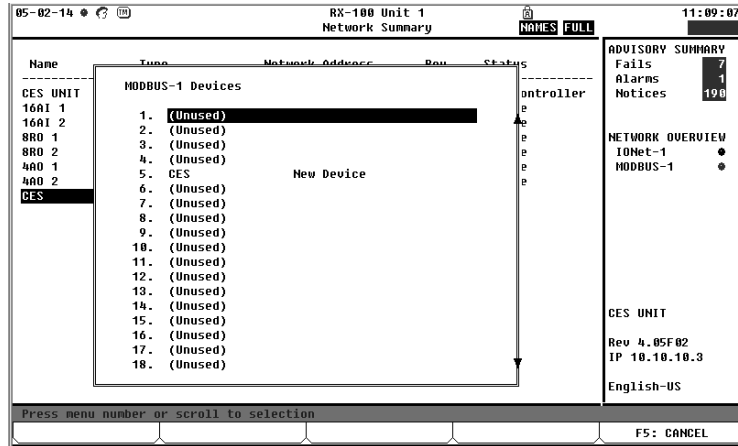 05-02-14 RX-100 Unit 1 11:09:07
Network Summary NAMES FULL
Name Type Network Address Rev Status
CES UNIT
16AI 1
16AI 2
8RO 1
8RO 2
4AO 1
4AO 2
CES
ontroller
e
e
e
e
e
e
MODBUS-1 Devices
1. (Unused)
2. (Unused)
3. (Unused)
4. (Unused)
5. CES New Device
6. (Unused)
7. (Unused)
8. (Unused)
9. (Unused)
10. (Unused)
11. (Unused)
12. (Unused)
13. (Unused)
14. (Unused)
15. (Unused)
16. (Unused)
17. (Unused)
18. (Unused)
ADVISORY SUMMARY
Fails 7
Alarms 1
Notices 190
NETWORK OVERVIEW
IONet-1
MODBUS-1
CES UNIT
Rev 4.05F02
IP 10.10.10.3
English-US
Press menu number or scroll to selection
F5: CANCEL